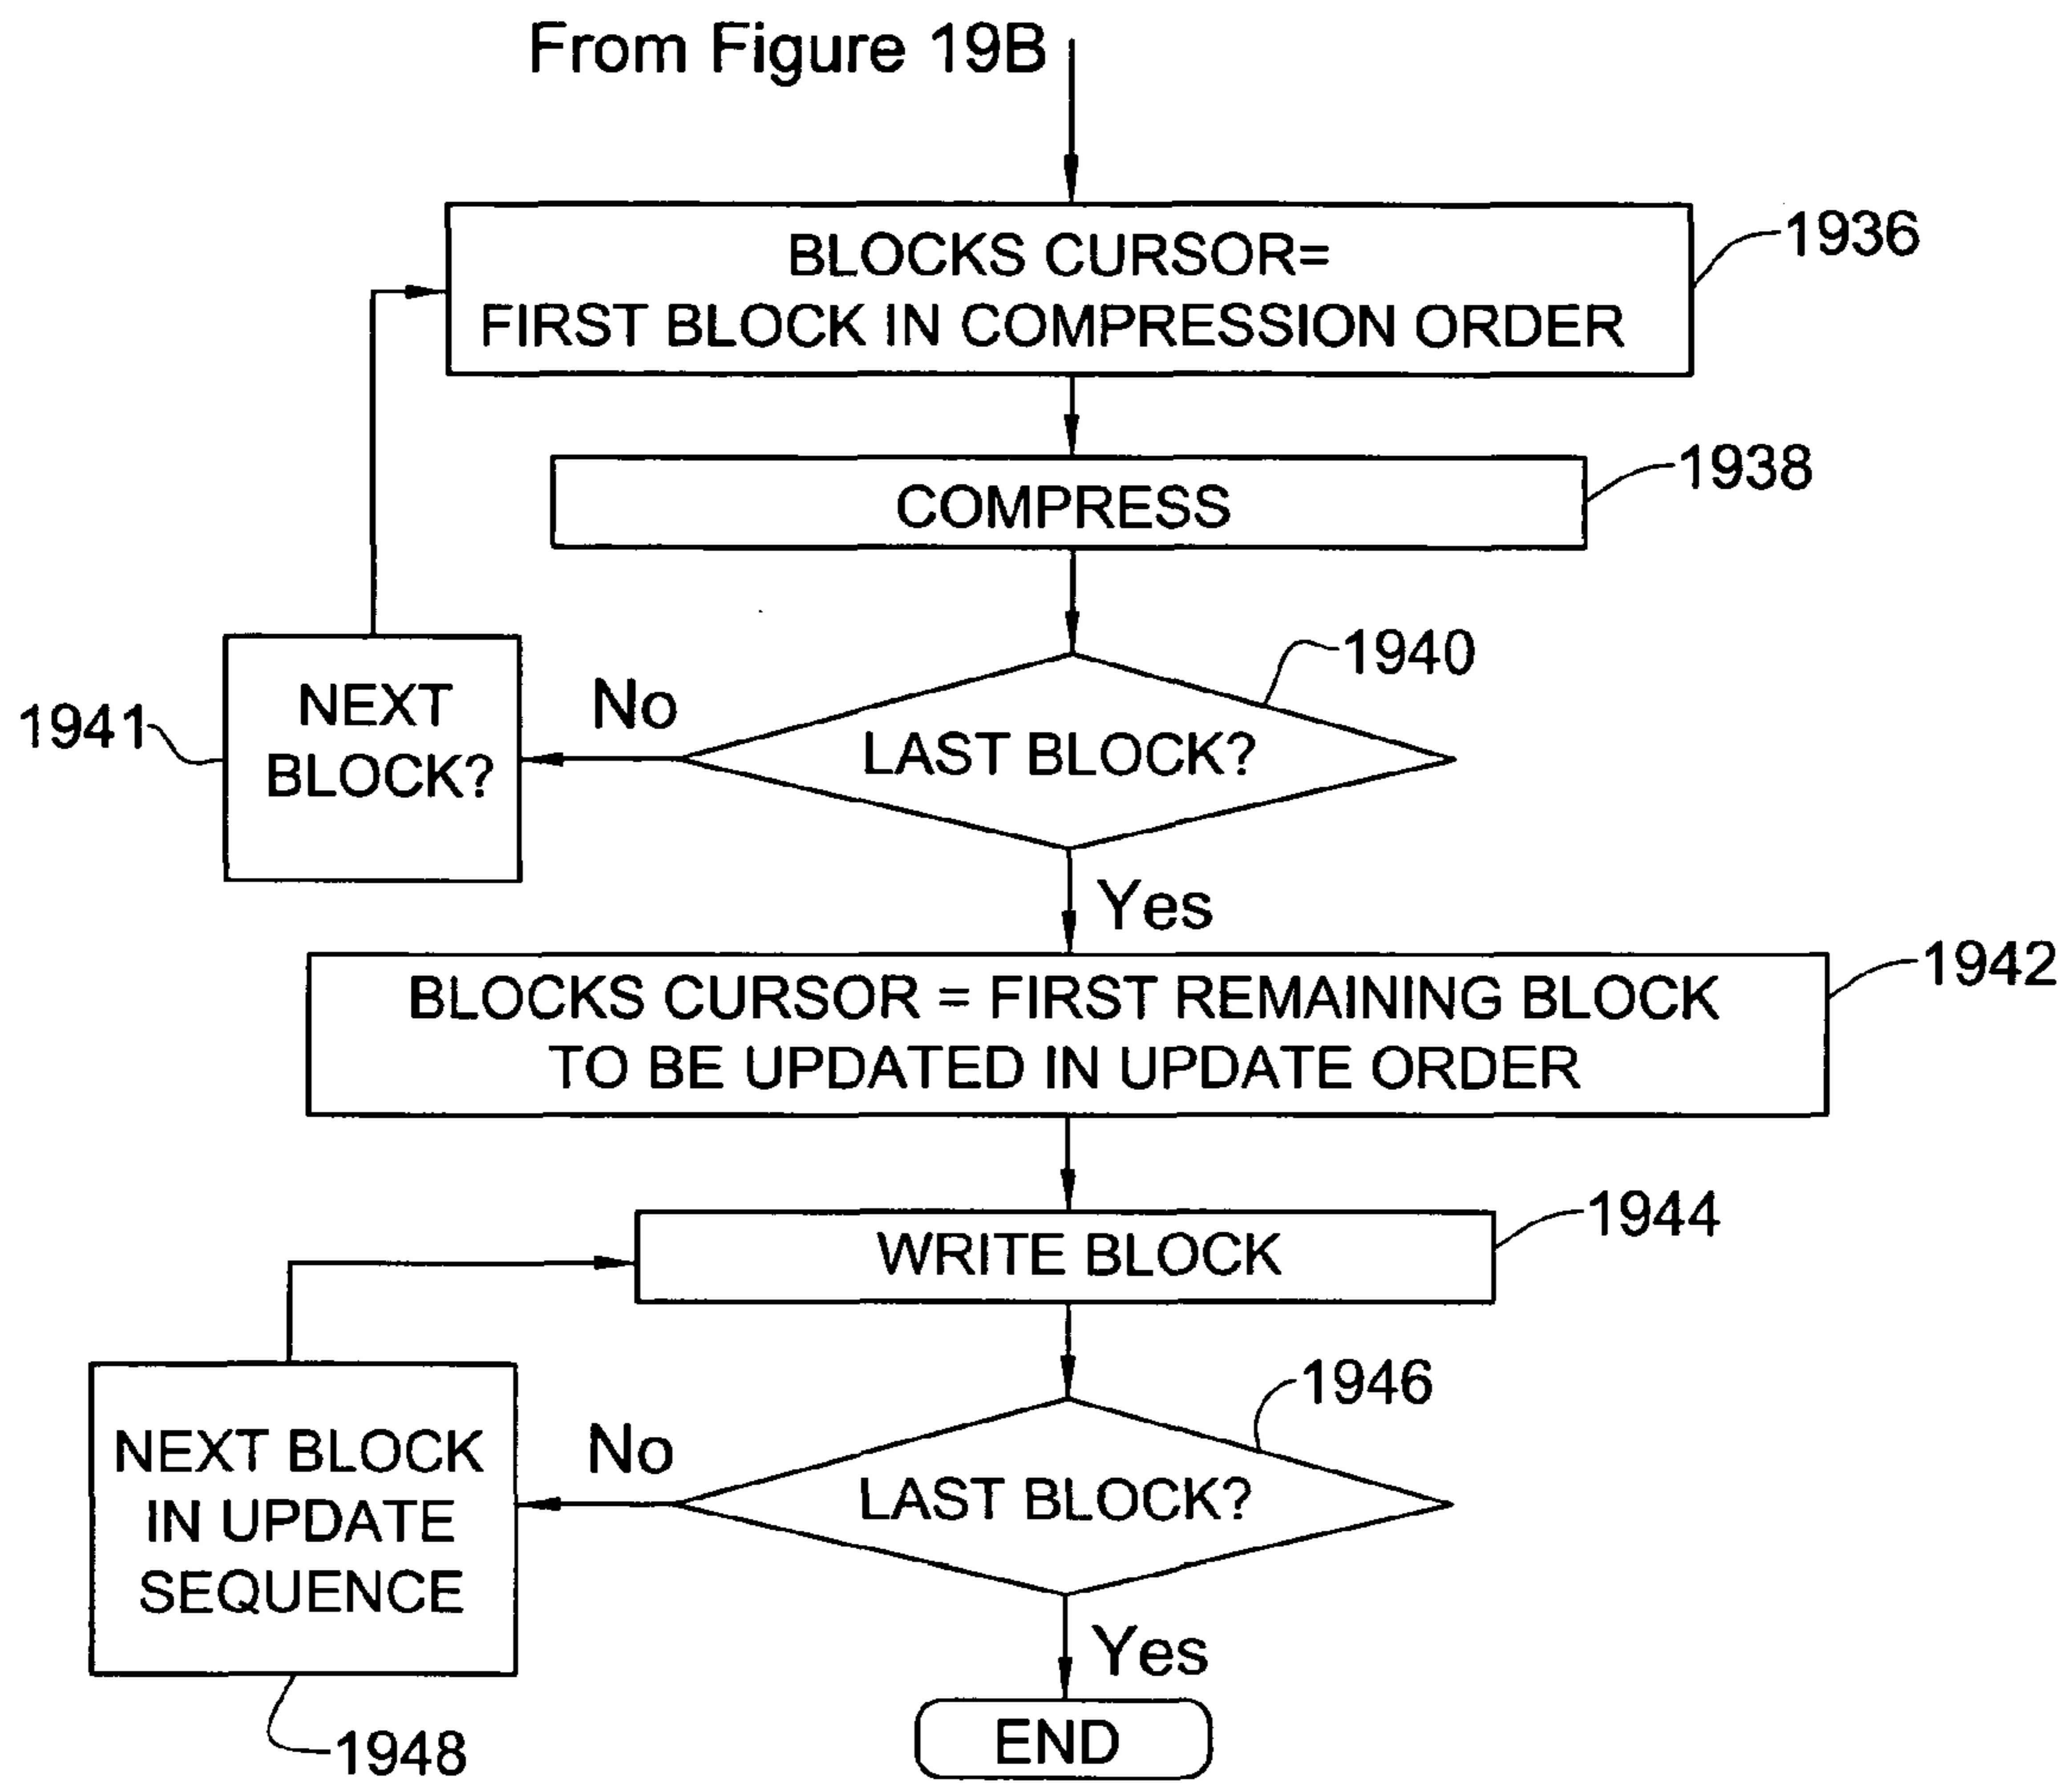 From Figure 19B
BLOCKS CURSOR=
FIRST BLOCK IN COMPRESSION ORDER
1936
COMPRESS
1938
LAST BLOCK?
1940
No
NEXT
BLOCK?
1941
Yes
BLOCKS CURSOR = FIRST REMAINING BLOCK
TO BE UPDATED IN UPDATE ORDER
1942
WRITE BLOCK
1944
LAST BLOCK?
1946
No
NEXT BLOCK
IN UPDATE
SEQUENCE
1948
Yes
END